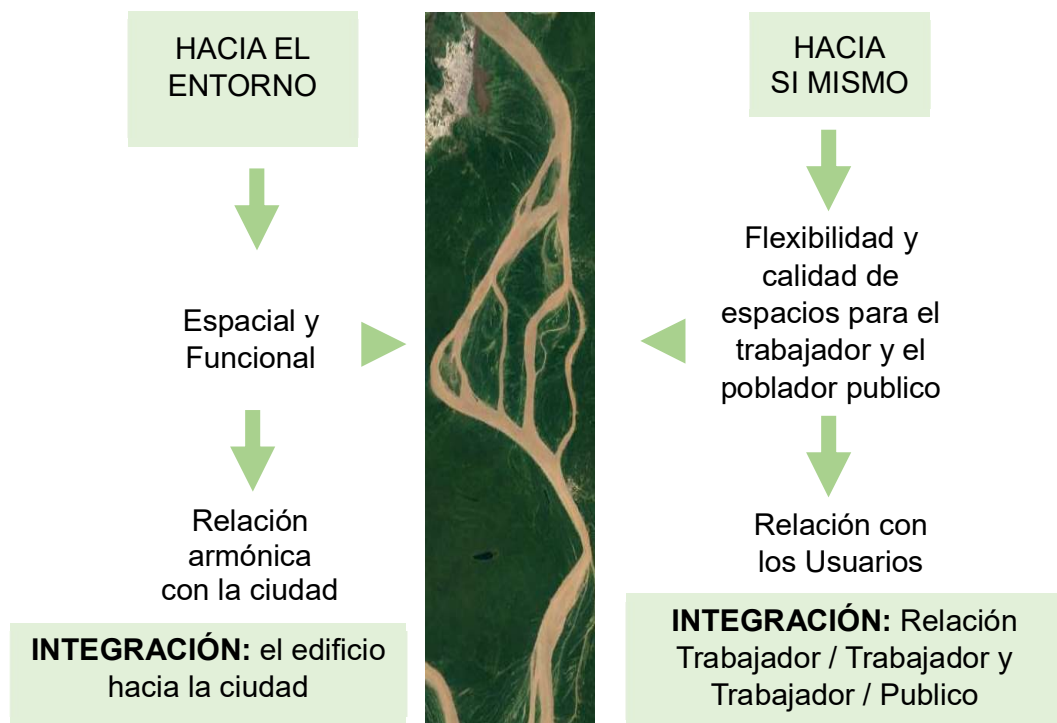 HACIA EL
ENTORNO
Espacial y
Funcional
Relación
armónica
con la ciudad
INTEGRACIÓN: el edificio
hacia la ciudad
HACIA
SI MISMO
Flexibilidad y
calidad de
espacios para el
trabajador y el
poblador publico
Relación con
los Usuarios
INTEGRACIÓN: Relación
Trabajador / Trabajador y
Trabajador / Publico